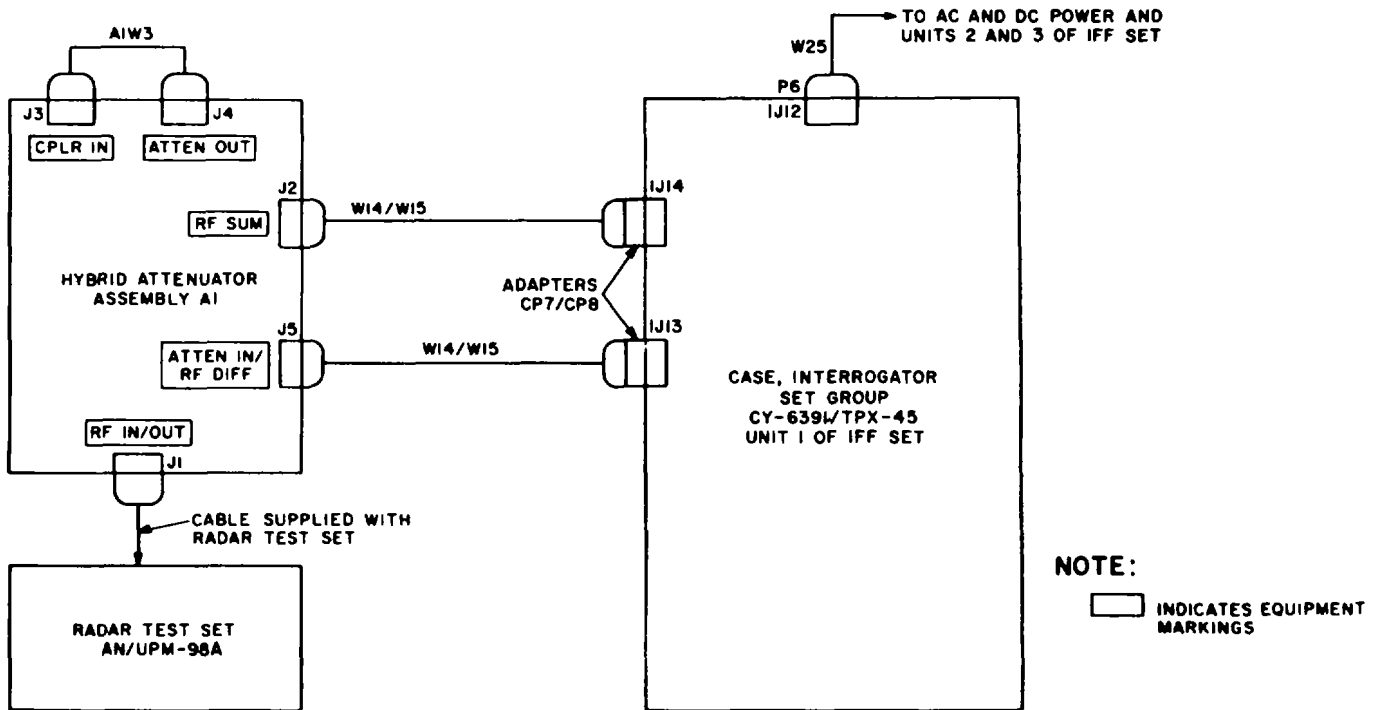 A1W3
J3
J4
CPLR IN
ATTEN OUT
J2
RF SUM
W14/W15
1J14
HYBRID ATTENUATOR
ASSEMBLY A1
ADAPTERS
CP7/CP8
J5
ATTEN IN/
RF DIFF
W14/W15
1J13
RF IN/OUT
J1
CABLE SUPPLIED WITH
RADAR TEST SET
RADAR TEST SET
AN/UPM-98A
TO AC AND DC POWER AND
UNITS 2 AND 3 OF IFF SET
W25
P6
1J12
CASE, INTERROGATOR
SET GROUP
CY-6391/TPX-45
UNIT 1 OF IFF SET
NOTE:
INDICATES EQUIPMENT
MARKINGS